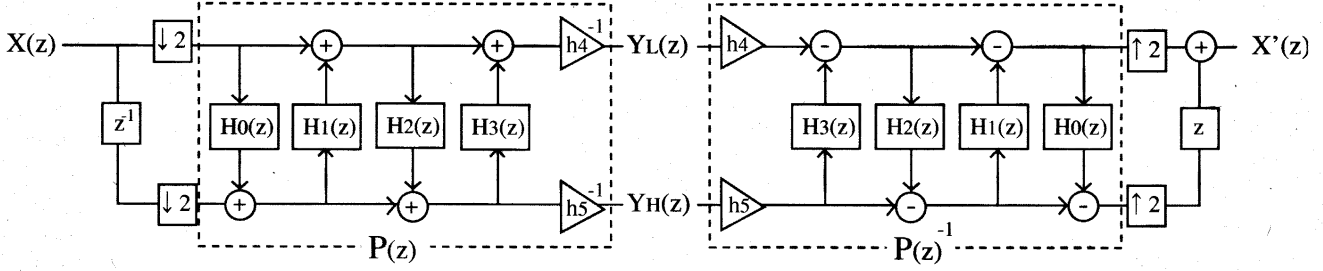 X(z) ↓ 2 + + h4⁻¹ YL(z) h4 - - ↑ 2 + X'(z)
z⁻¹ H0(z) H1(z) H2(z) H3(z) H3(z) H2(z) H1(z) H0(z) z
↓ 2 + + h5⁻¹ YH(z) h5 - - ↑ 2
P(z) P(z)⁻¹